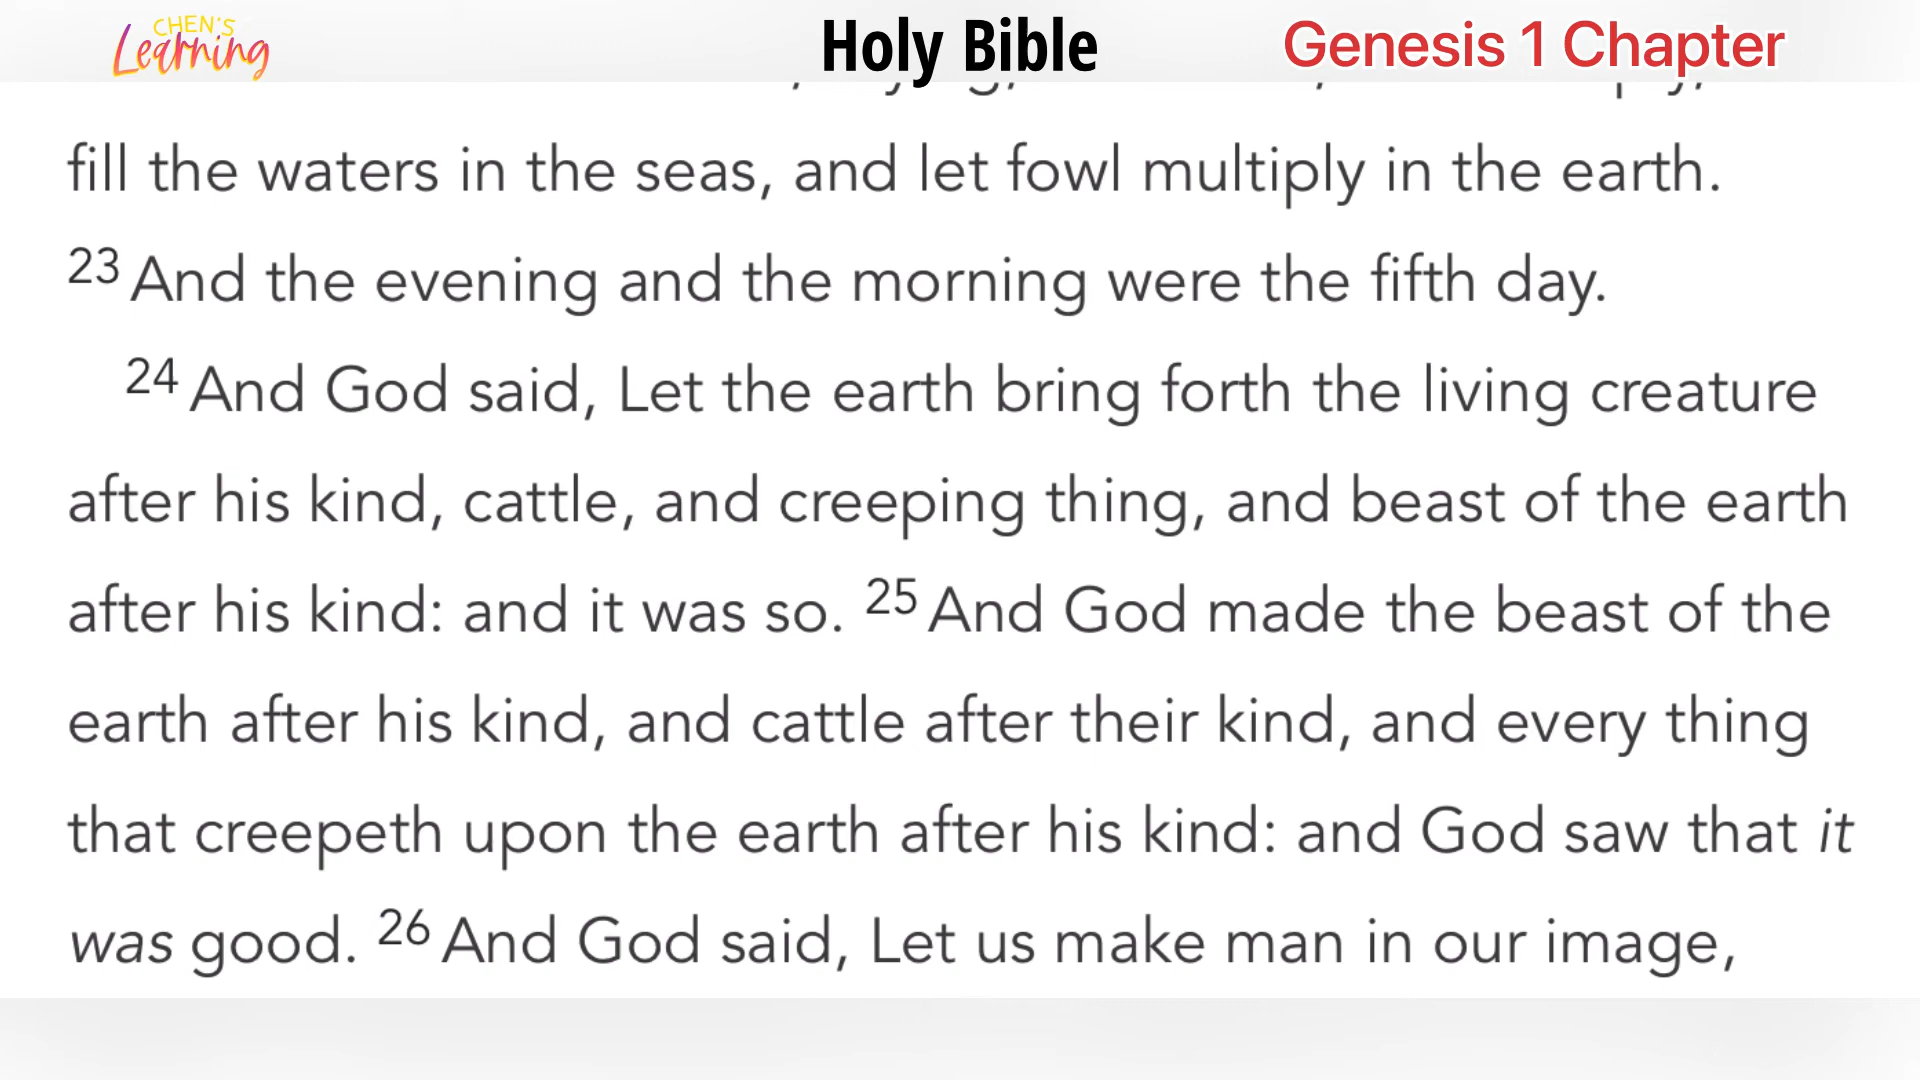 CHEN'S
Learning
Holy Bible
Genesis 1 Chapter
fill the waters in the seas, and let fowl multiply in the earth.
23 And the evening and the morning were the fifth day.
24 And God said, Let the earth bring forth the living creature
after his kind, cattle, and creeping thing, and beast of the earth
after his kind: and it was so. 25 And God made the beast of the
earth after his kind, and cattle after their kind, and every thing
that creepeth upon the earth after his kind: and God saw that it
was good. 26 And God said, Let us make man in our image,